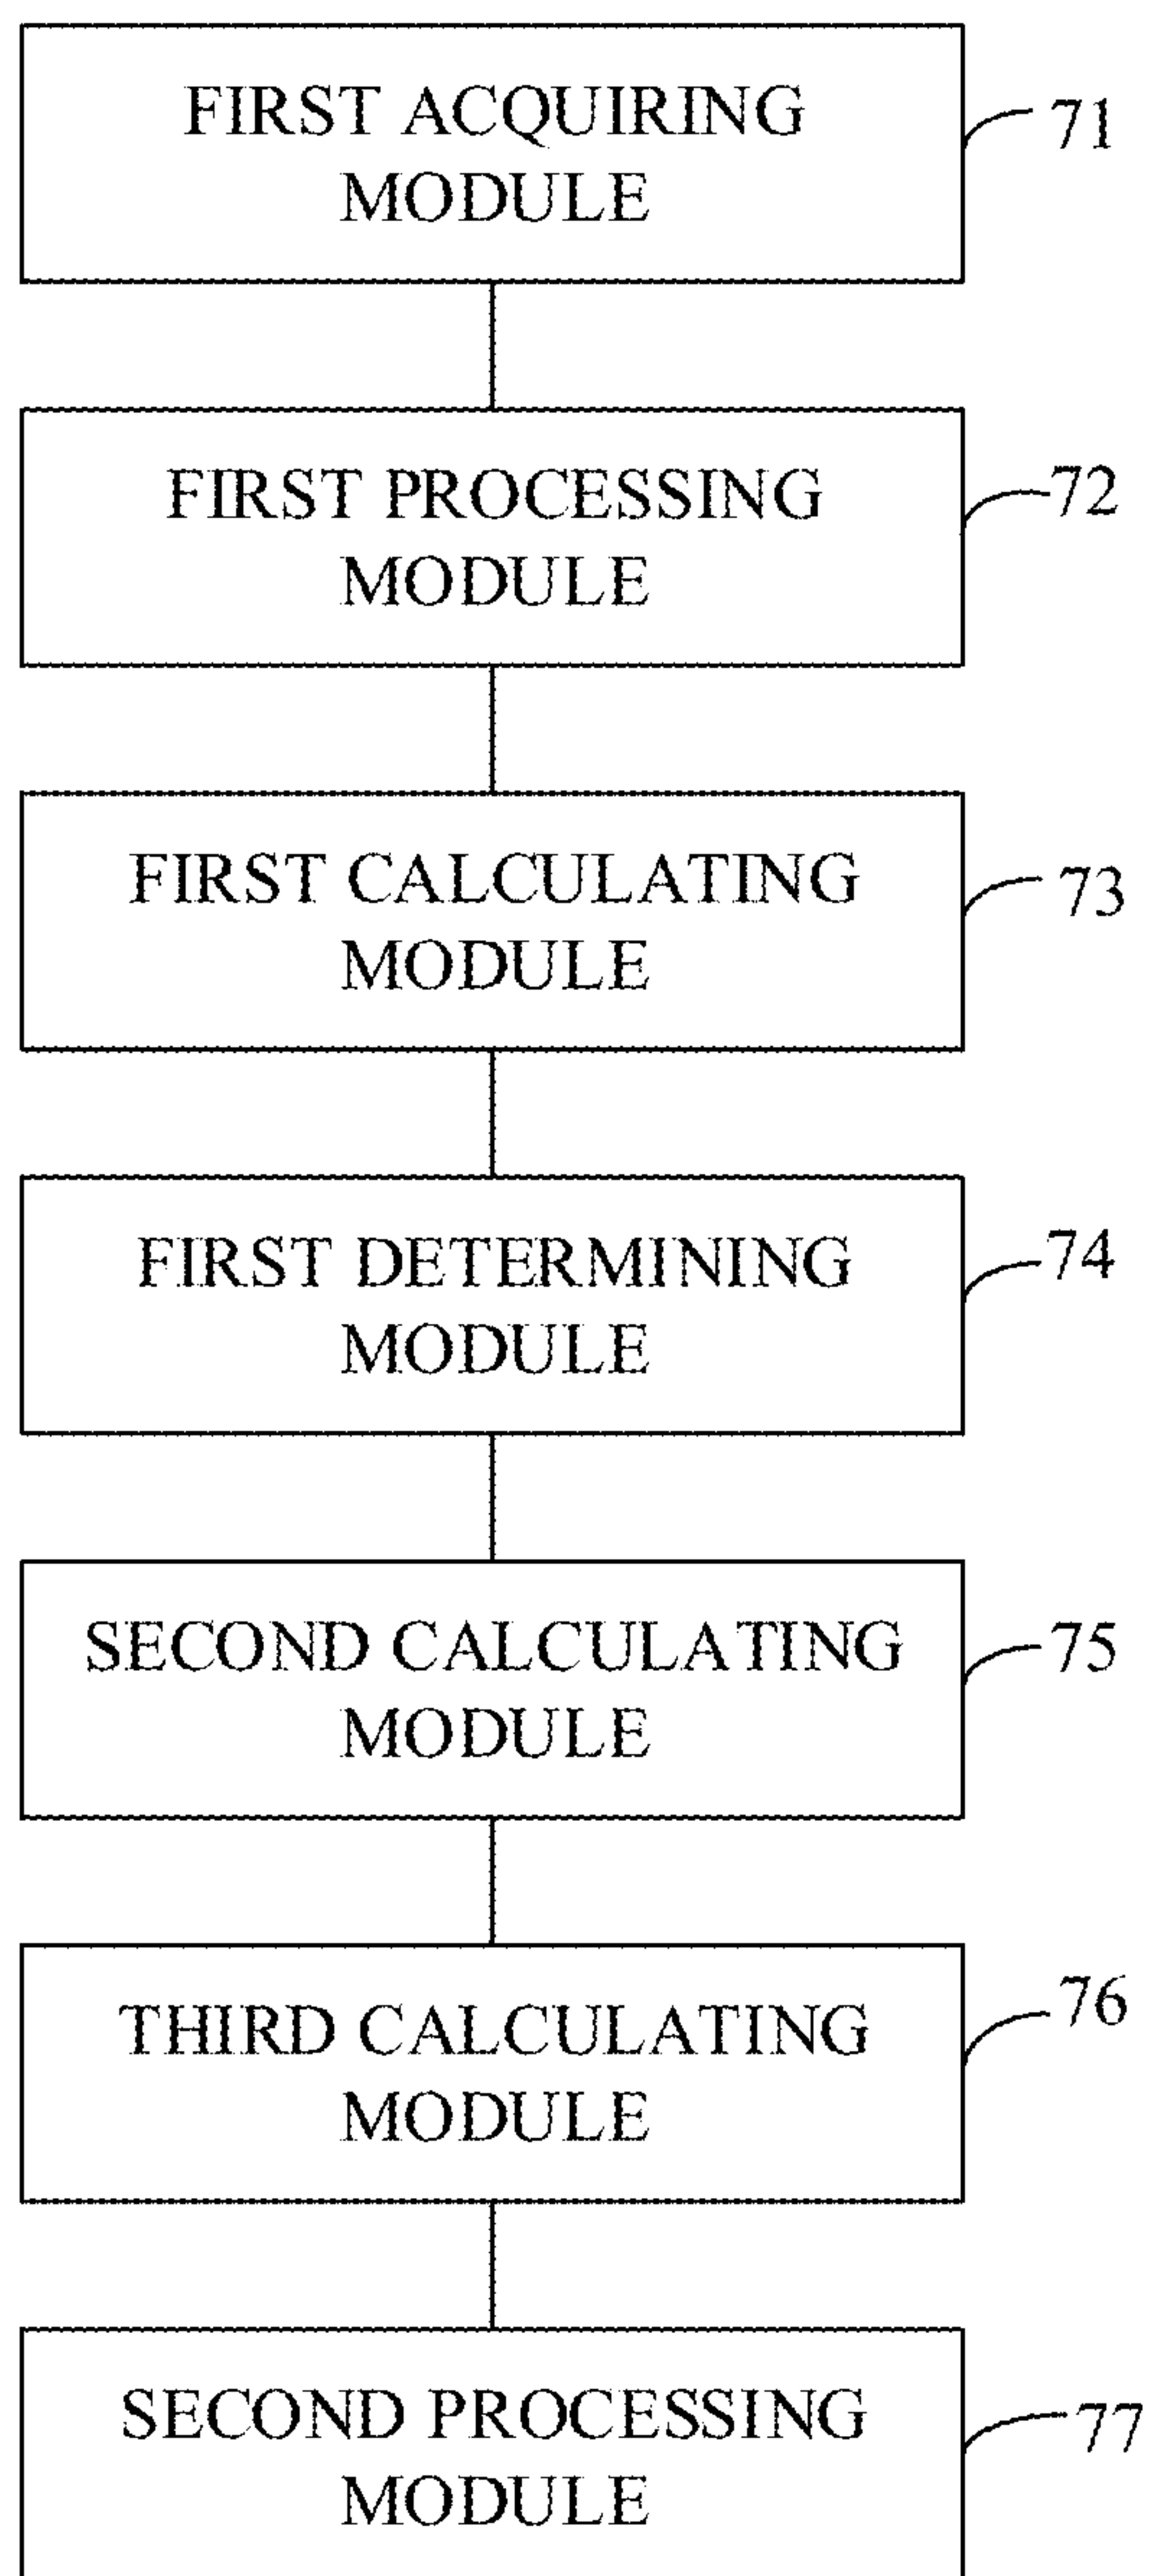 FIRST ACQUIRING
MODULE
71
FIRST PROCESSING
MODULE
72
FIRST CALCULATING
MODULE
73
FIRST DETERMINING
MODULE
74
SECOND CALCULATING
MODULE
75
THIRD CALCULATING
MODULE
76
SECOND PROCESSING
MODULE
77